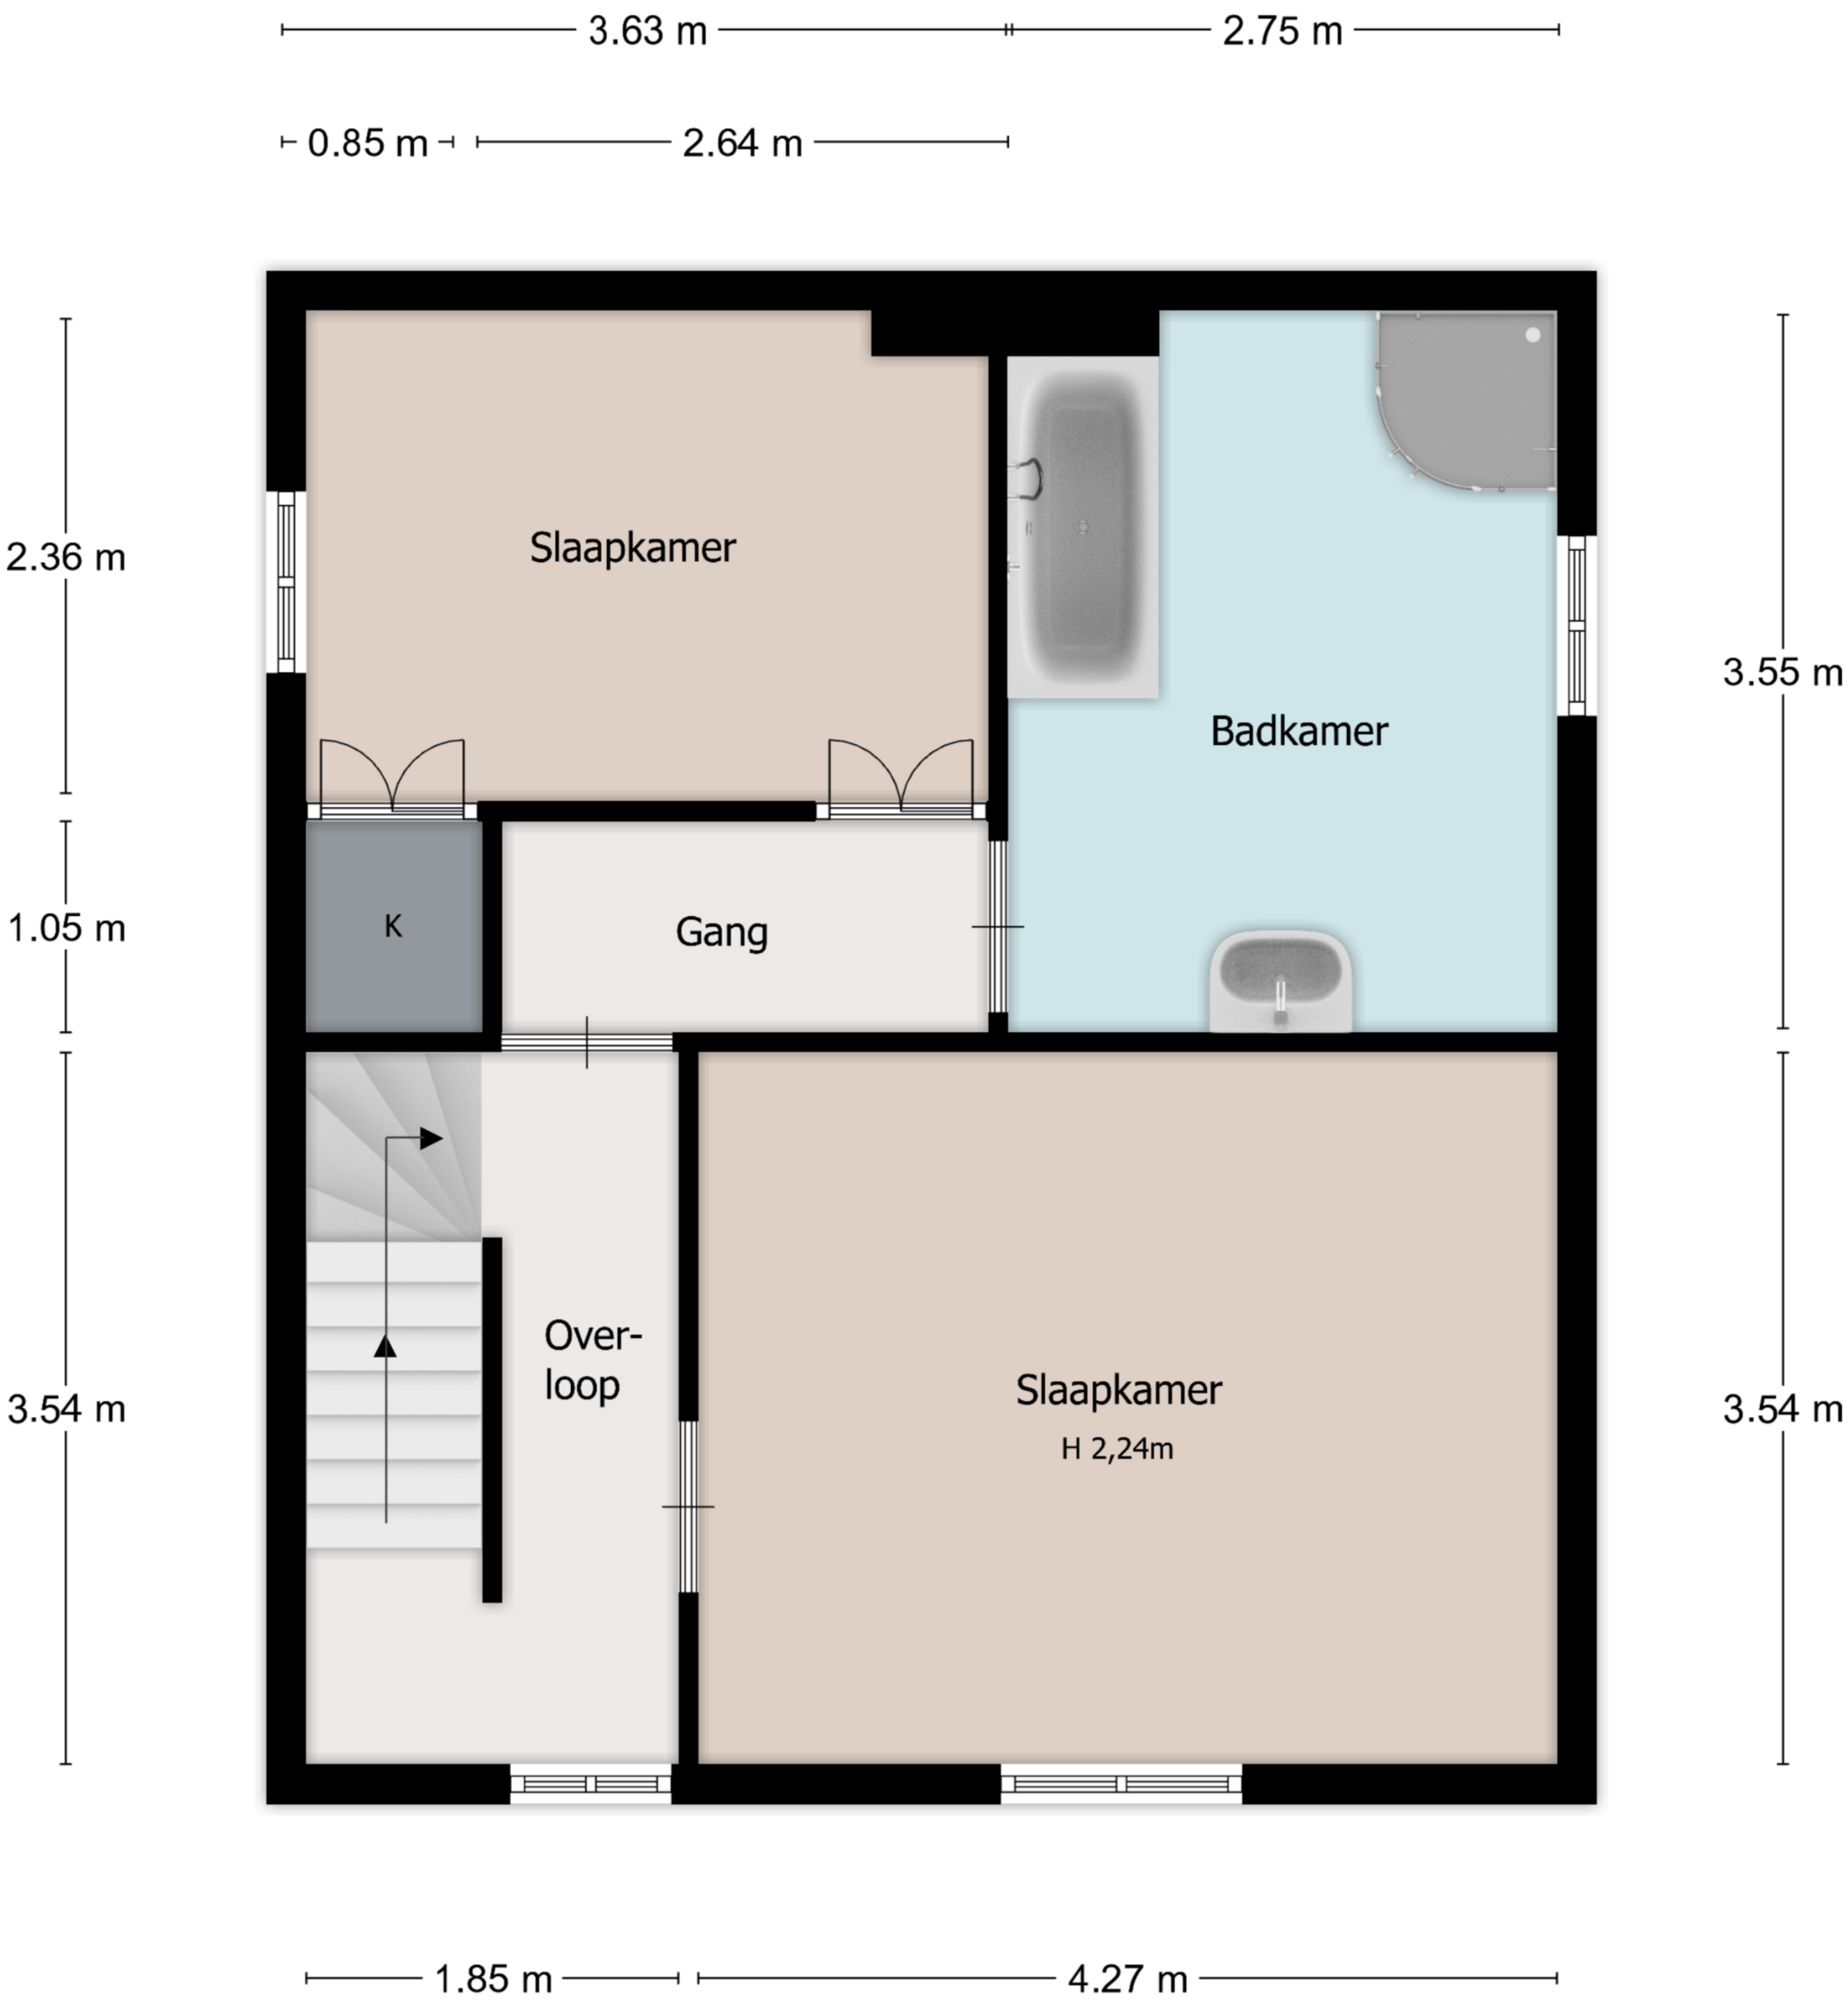 3.63 m
2.75 m
0.85 m
2.64 m
Slaapkamer
2.36 m
3.55 m
Badkamer
K
Gang
1.05 m
Over-
loop
Slaapkamer
H 2,24m
3.54 m
3.54 m
1.85 m
4.27 m